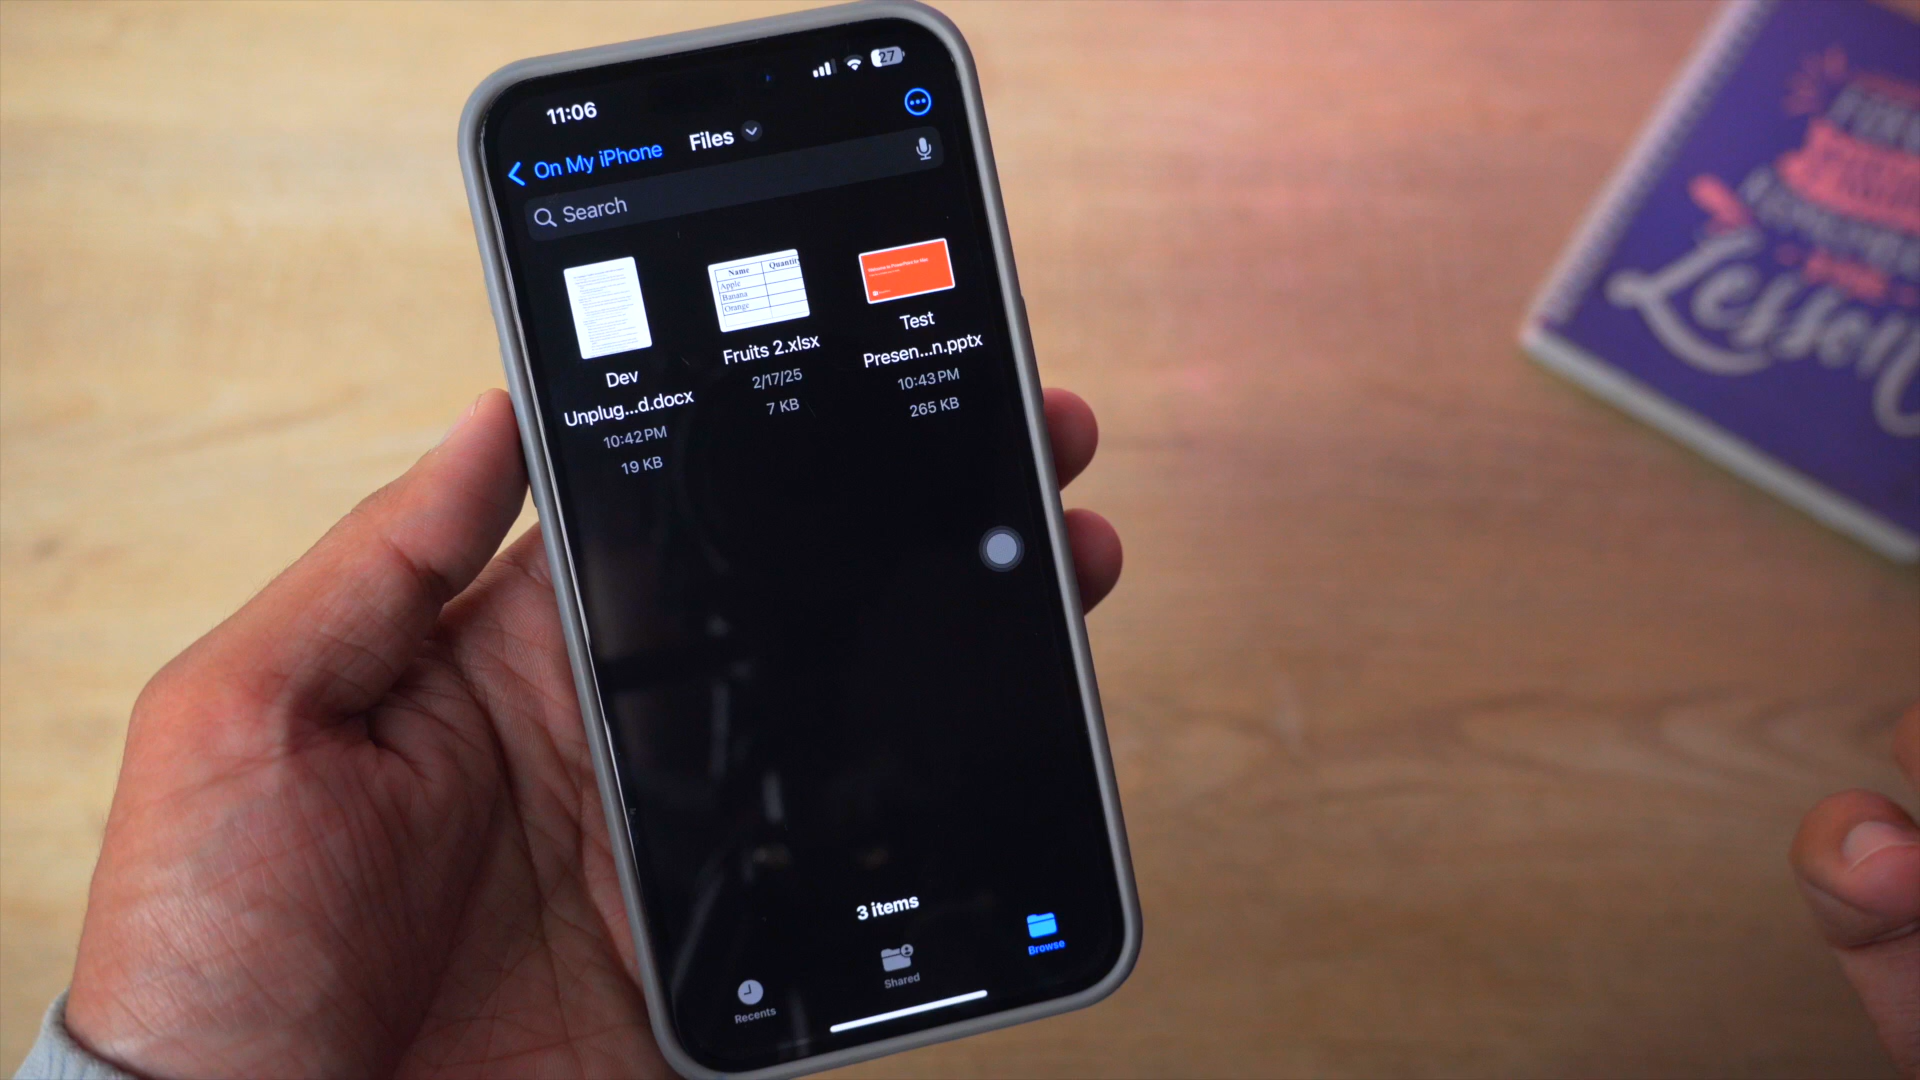 11:06
27
On My iPhone
Files
Search
Name Quantity
Apple
Banana
Orange
Dev
Unplug...d.docx
10:42 PM
19 KB
Fruits 2.xlsx
2/17/25
7 KB
Test
Presen...n.pptx
10:43 PM
265 KB
3 items
Recents
Shared
Browse
Lesson